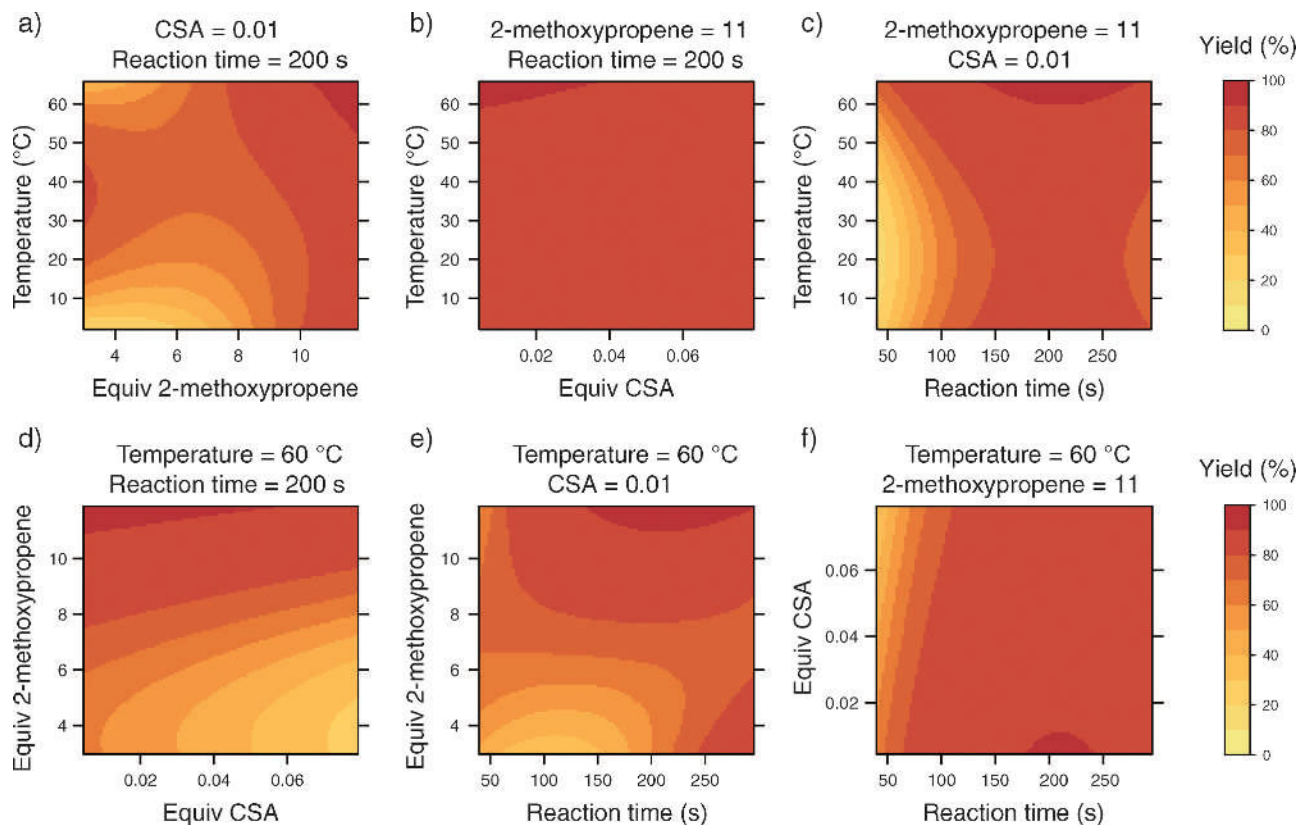 a)
CSA = 0.01
Reaction time = 200 s
Temperature (°C)
60
50
40
30
20
10
4 6 8 10
Equiv 2-methoxypropene
b)
2-methoxypropene = 11
Reaction time = 200 s
Temperature (°C)
60
50
40
30
20
10
0.02 0.04 0.06
Equiv CSA
c)
2-methoxypropene = 11
CSA = 0.01
Temperature (°C)
60
50
40
30
20
10
50 100 150 200 250
Reaction time (s)
Yield (%)
100
80
60
40
20
0
d)
Temperature = 60 °C
Reaction time = 200 s
Equiv 2-methoxypropene
10
8
6
4
0.02 0.04 0.06
Equiv CSA
e)
Temperature = 60 °C
CSA = 0.01
Equiv 2-methoxypropene
10
8
6
4
50 100 150 200 250
Reaction time (s)
f)
Temperature = 60 °C
2-methoxypropene = 11
Equiv CSA
0.06
0.04
0.02
50 100 150 200 250
Reaction time (s)
Yield (%)
100
80
60
40
20
0